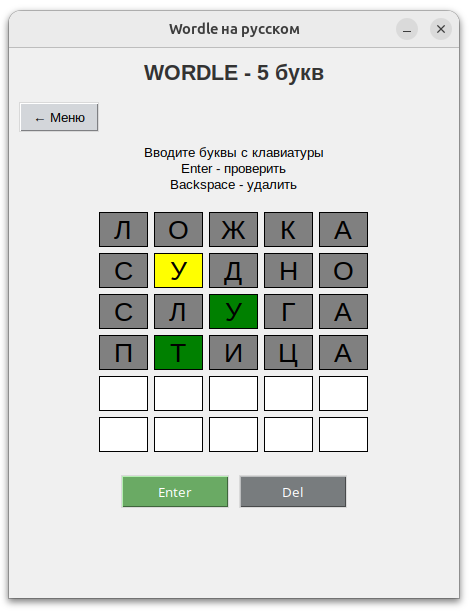 Wordle на русском
WORDLE - 5 букв
← Меню
Вводите буквы с клавиатуры
Enter - проверить
Backspace - удалить
Л О Ж К А
С У Д Н О
С Л У Г А
П Т И Ц А
Enter Del